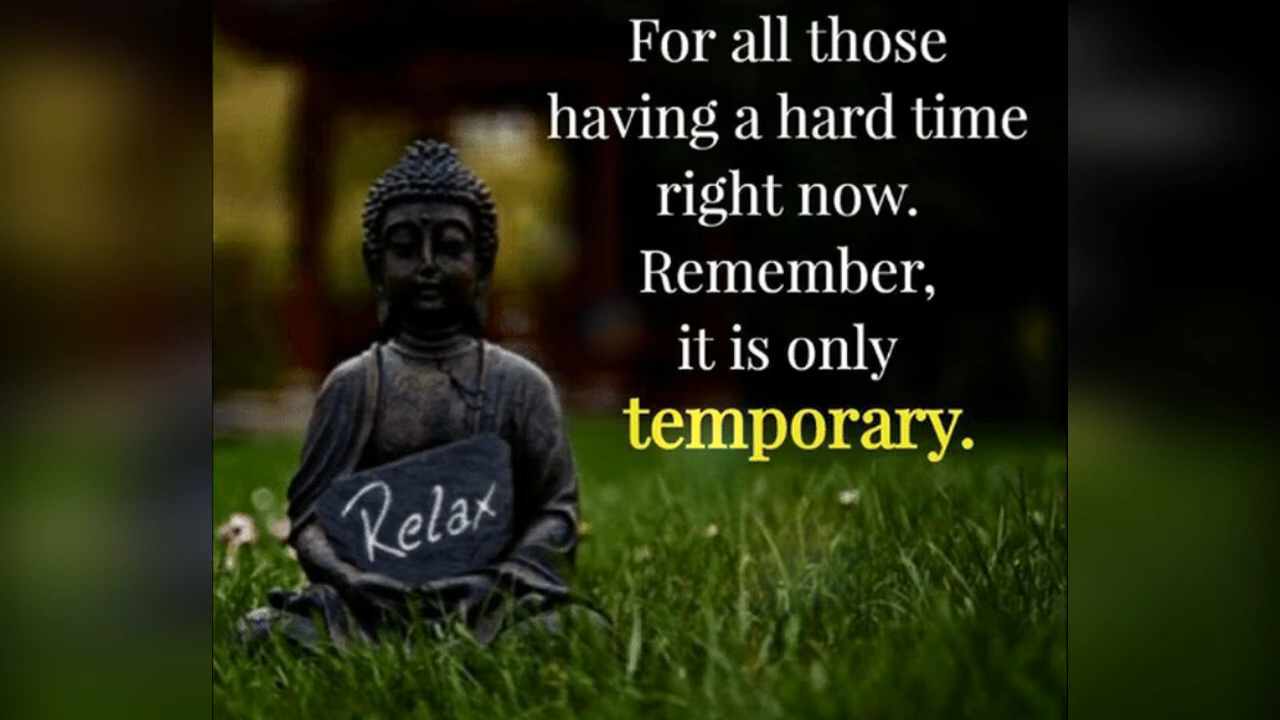 For all those
having a hard time
right now.
Remember,
it is only
temporary.
Relax